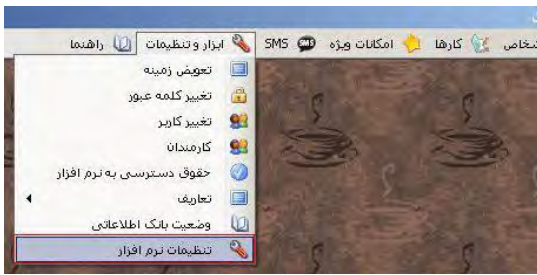 شخاص کارها امکانات ویژه SMS ابزار و تنظیمات راهنما
تعویض زمینه
تغییر کلمه عبور
تغییر کاربر
کارمندان
حقوق دسترسی به نرم افزار
تعاریف
وضعیت بانک اطلاعاتی
تنظیمات نرم افزار